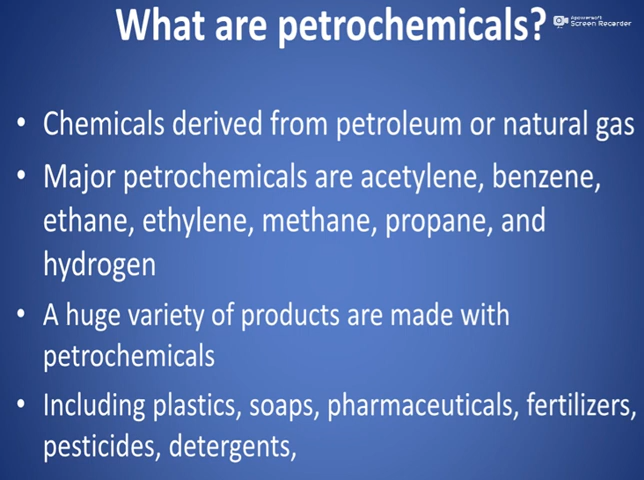 What are petrochemicals?
Apowersoft
Screen Recorder
• Chemicals derived from petroleum or natural gas
• Major petrochemicals are acetylene, benzene,
ethane, ethylene, methane, propane, and
hydrogen
• A huge variety of products are made with
petrochemicals
• Including plastics, soaps, pharmaceuticals, fertilizers,
pesticides, detergents,